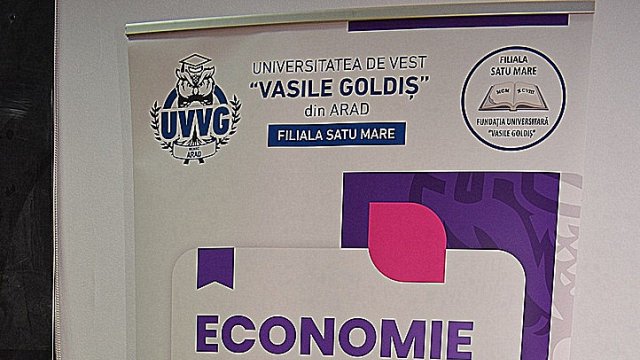 UNIVERSITATEA DE VEST
"VASILE GOLDIȘ"
din ARAD
FILIALA SATU MARE
UVVG
ARAD
FILIALA
SATU MARE
FUNDAȚIA UNIVERSITARĂ
"VASILE GOLDIȘ"
ECONOMIE